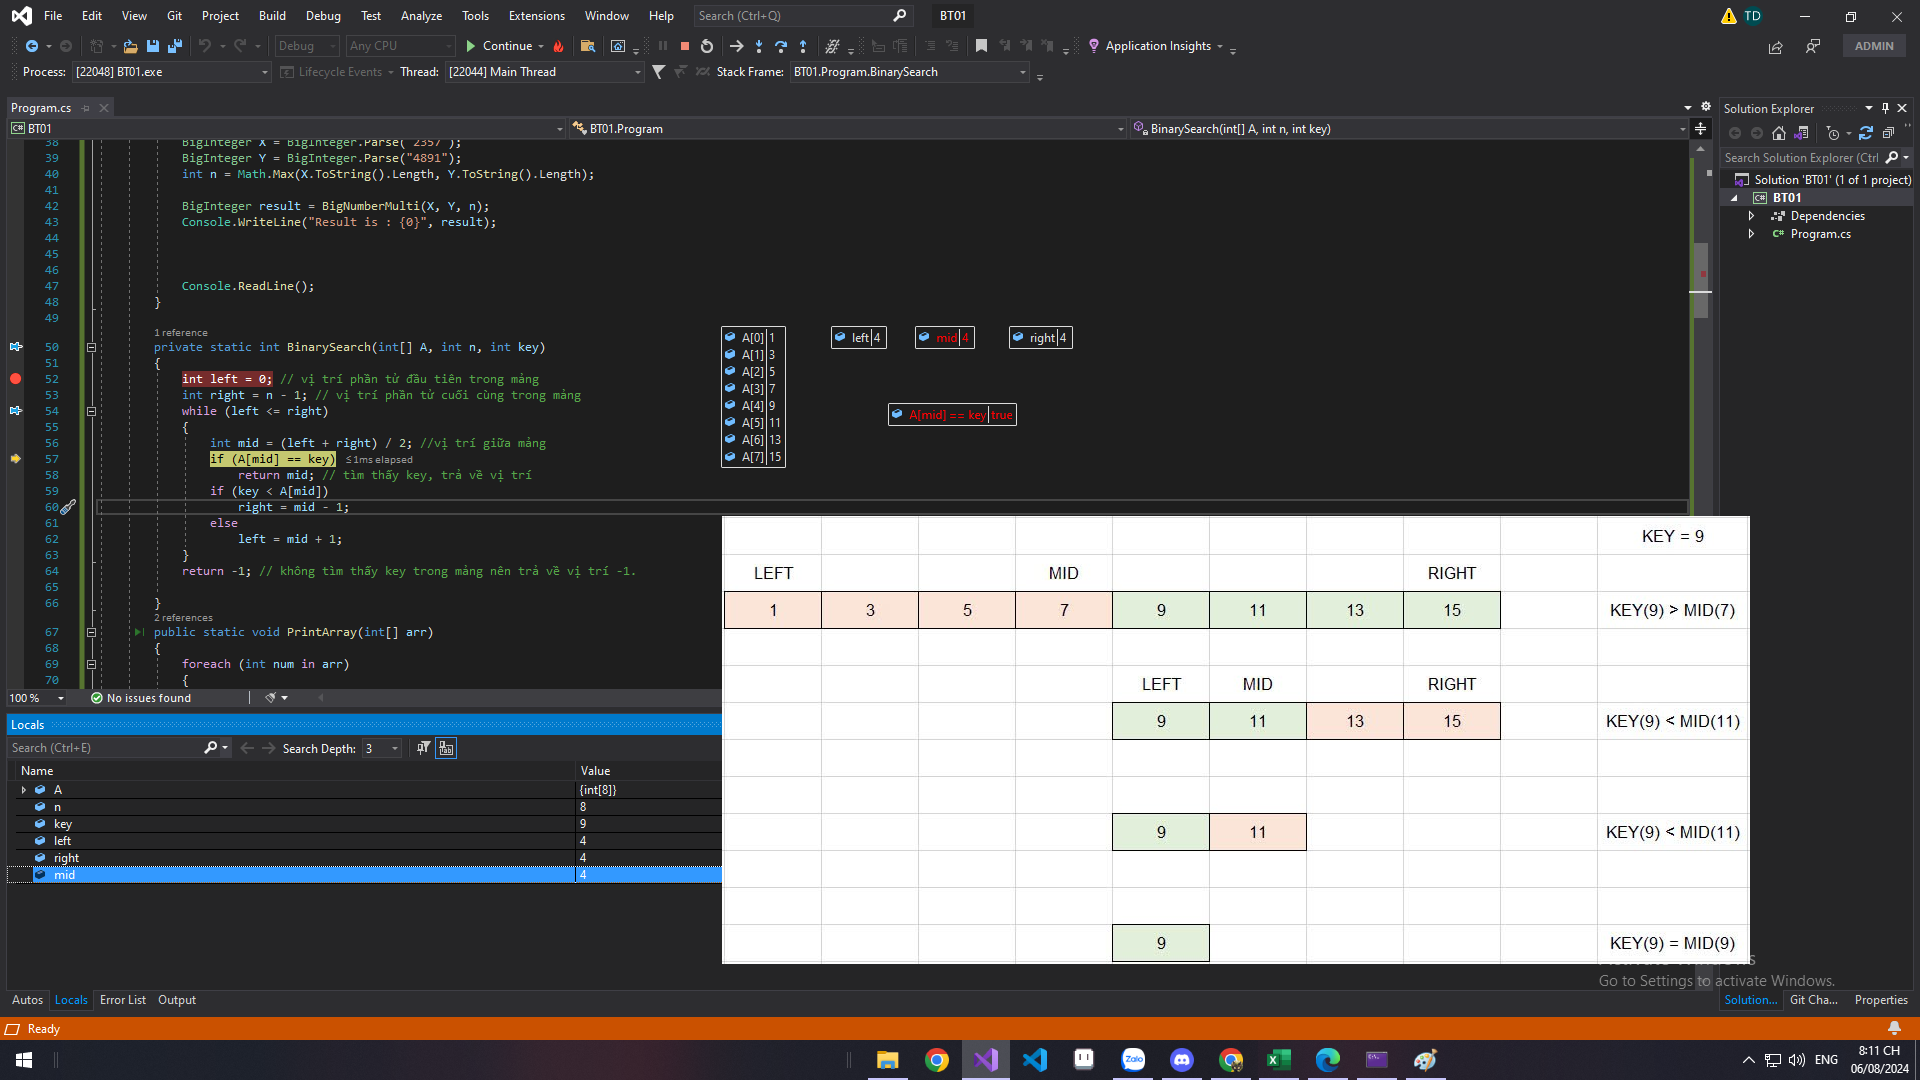 File Edit View Git Project Build Debug Test Analyze Tools Extensions Window Help Search (Ctrl+Q) BT01 TD
Debug Any CPU Continue Application Insights ADMIN
Process: [22048] BT01.exe Lifecycle Events Thread: [22044] Main Thread Stack Frame: BT01.Program.BinarySearch
Program.cs
BT01 BT01.Program BinarySearch(int[] A, int n, int key)
38 BigInteger X = BigInteger.Parse("2357");
39 BigInteger Y = BigInteger.Parse("4891");
40 int n = Math.Max(X.ToString().Length, Y.ToString().Length);
41
42 BigInteger result = BigNumberMulti(X, Y, n);
43 Console.WriteLine("Result is : {0}", result);
44
45
46
47 Console.ReadLine();
48 }
49
1 reference
50 private static int BinarySearch(int[] A, int n, int key)
51 {
52 int left = 0; // vị trí phần tử đầu tiên trong mảng
53 int right = n - 1; // vị trí phần tử cuối cùng trong mảng
54 while (left <= right)
55 {
56 int mid = (left + right) / 2; //vị trí giữa mảng
57 if (A[mid] == key) ≤1ms elapsed
58 return mid; // tìm thấy key, trả về vị trí
59 if (key < A[mid])
60 right = mid - 1;
61 else
62 left = mid + 1;
63 }
64 return -1; // không tìm thấy key trong mảng nên trả về vị trí -1.
65
66 }
2 references
67 public static void PrintArray(int[] arr)
68 {
69 foreach (int num in arr)
70 {
A[0] 1
A[1] 3
A[2] 5
A[3] 7
A[4] 9
A[5] 11
A[6] 13
A[7] 15
left 4
mid 4
right 4
A[mid] == key true
100 % No issues found
KEY = 9
LEFT MID RIGHT
1 3 5 7 9 11 13 15 KEY(9) > MID(7)
LEFT MID RIGHT
9 11 13 15 KEY(9) < MID(11)
9 11 KEY(9) < MID(11)
9 KEY(9) = MID(9)
Locals
Search (Ctrl+E) Search Depth: 3
Name Value
A {int[8]}
n 8
key 9
left 4
right 4
mid 4
Autos Locals Error List Output
Solution Explorer
Search Solution Explorer (Ctrl
Solution 'BT01' (1 of 1 project)
BT01
Dependencies
Program.cs
Go to Settings to activate Windows.
Solution... Git Cha... Properties
Ready
Zalo
ENG
8:11 CH
06/08/2024